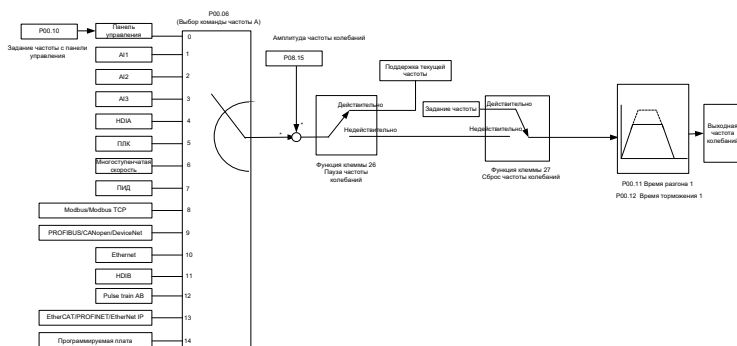 P00.06
(Выбор команды частоты А)
P00.10
Панель
управления
0
Задание частоты с панели
управления
AI1
1
AI2
2
AI3
3
HDIA
4
ПЛК
5
Многоступенчатая
скорость
6
ПИД
7
Modbus/Modbus TCP
8
PROFIBUS/CANopen/DeviceNet
9
Ethernet
10
HDIB
11
Pulse train AB
12
EtherCAT/PROFINET/EtherNet IP
13
Программируемая плата
14
Амплитуда частоты колебаний
P08.15
+
+
Поддержка текущей
частоты
Действительно
Недействительно
Функция клеммы 26
Пауза частоты
колебаний
Задание частоты
Действительно
Недействительно
Функция клеммы 27
Сброс частоты колебаний
P00.11 Время разгона 1
P00.12 Время торможения 1
Выходная
частота
колебаний